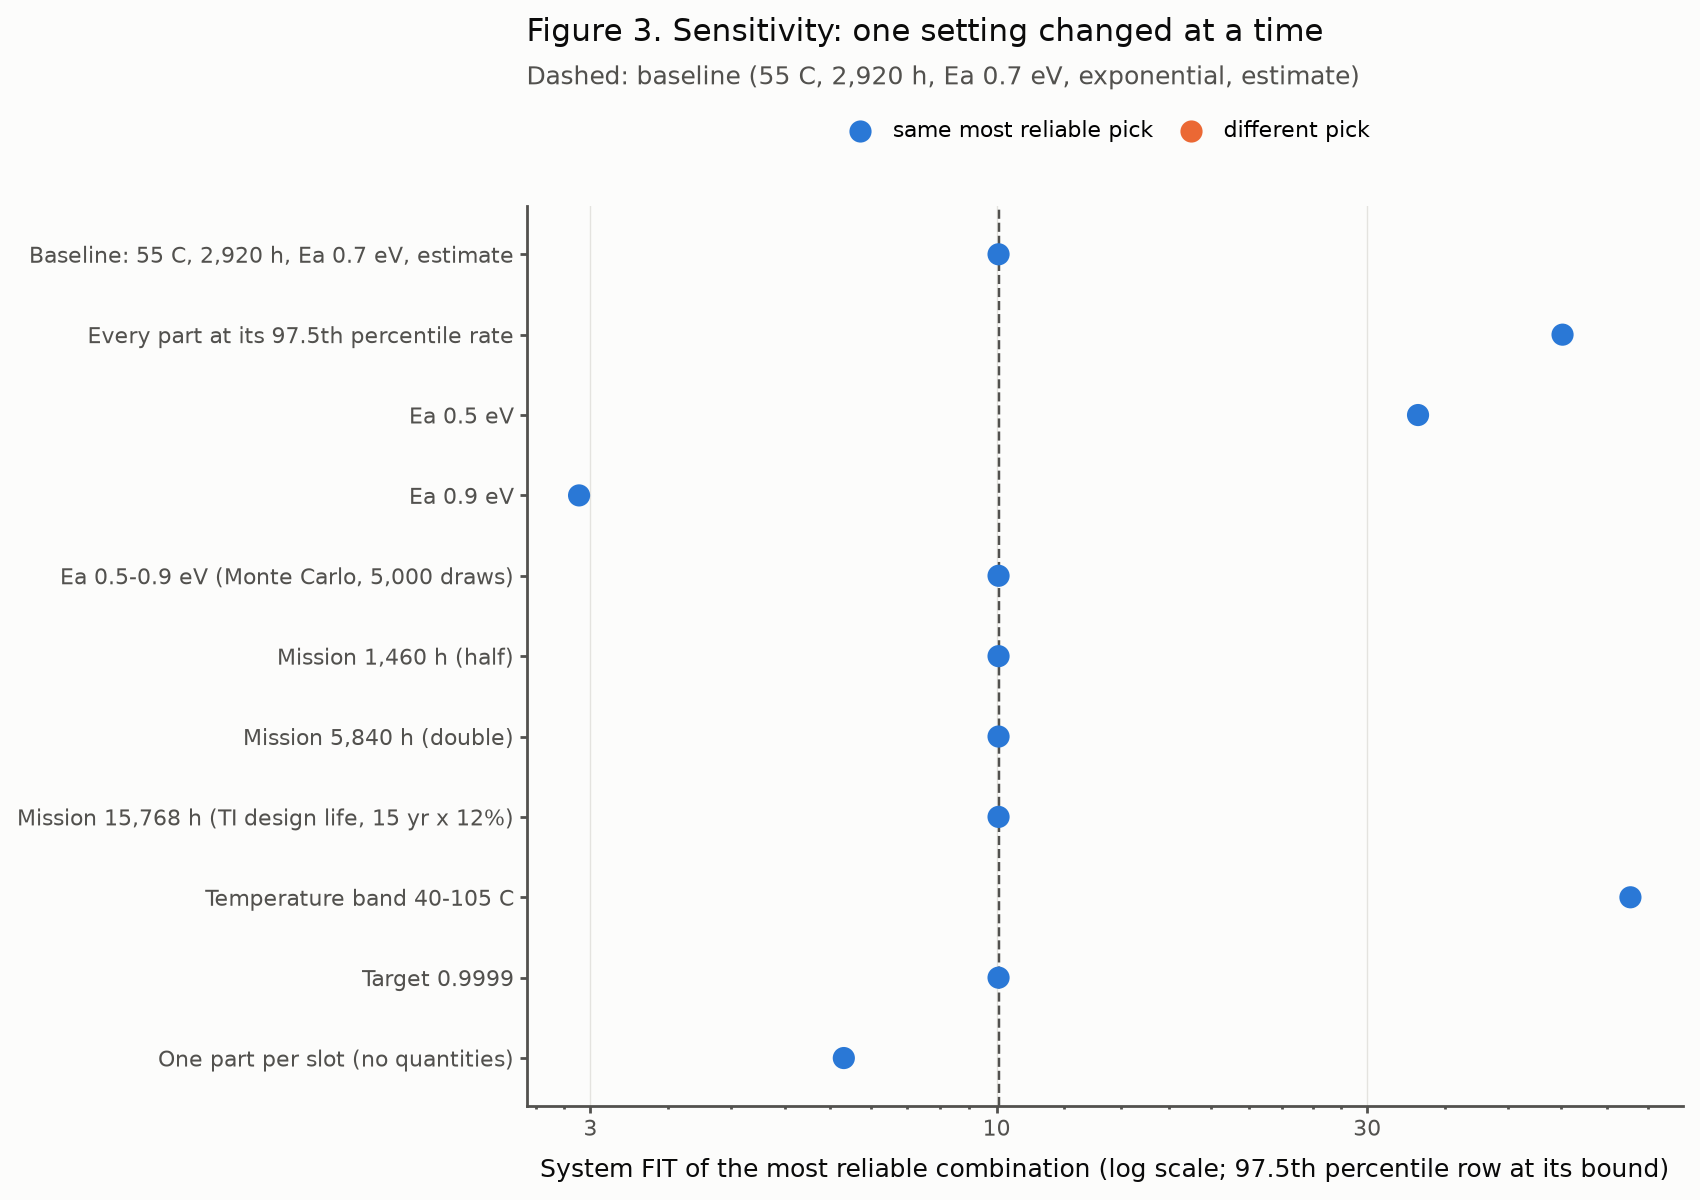 Figure 3. Sensitivity: one setting changed at a time
Dashed: baseline (55 C, 2,920 h, Ea 0.7 eV, exponential, estimate)
same most reliable pick
different pick
Baseline: 55 C, 2,920 h, Ea 0.7 eV, estimate
Every part at its 97.5th percentile rate
Ea 0.5 eV
Ea 0.9 eV
Ea 0.5-0.9 eV (Monte Carlo, 5,000 draws)
Mission 1,460 h (half)
Mission 5,840 h (double)
Mission 15,768 h (TI design life, 15 yr x 12%)
Temperature band 40-105 C
Target 0.9999
One part per slot (no quantities)
3 10 30
System FIT of the most reliable combination (log scale; 97.5th percentile row at its bound)